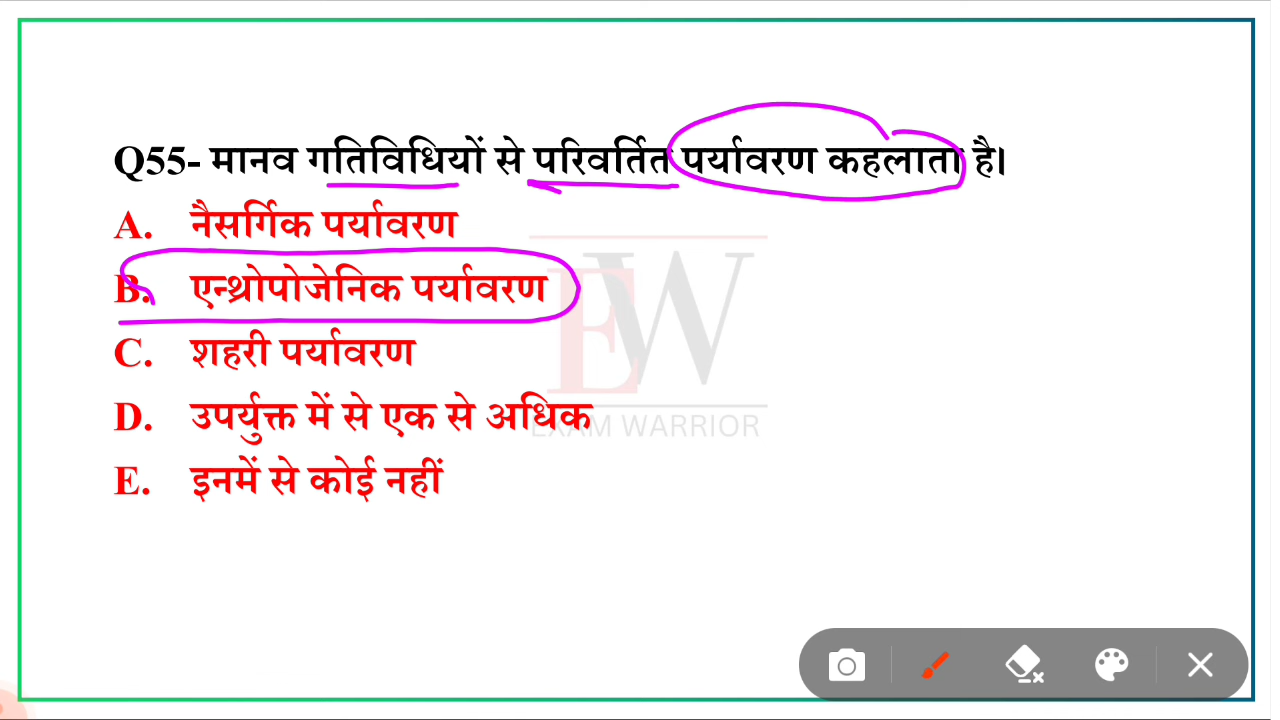 Q55- मानव गतिविधियों से परिवर्तित पर्यावरण कहलाता है।
A. नैसर्गिक पर्यावरण
B. एन्थ्रोपोजेनिक पर्यावरण
C. शहरी पर्यावरण
D. उपर्युक्त में से एक से अधिक
E. इनमें से कोई नहीं
EW
EXAM WARRIOR